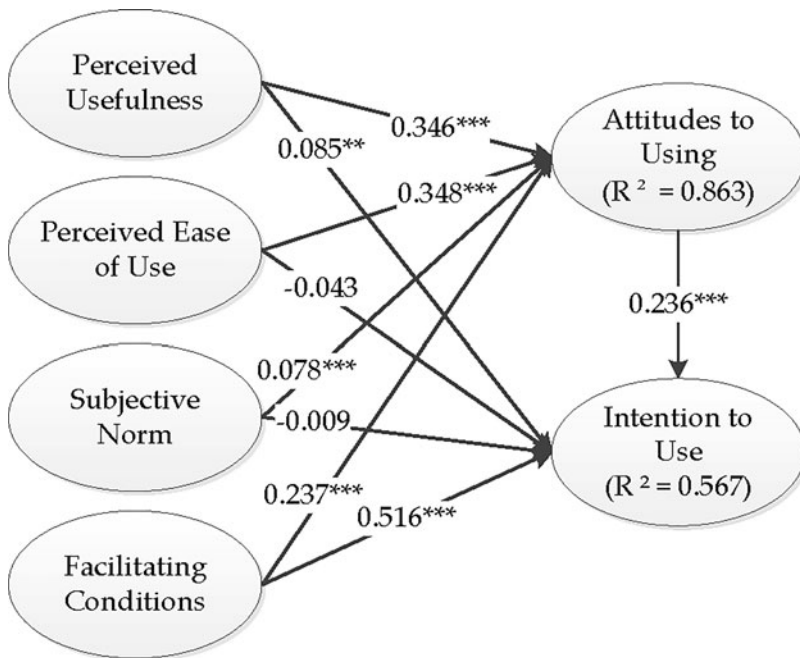 Perceived
Usefulness
0.346***
0.085**
Attitudes to
Using
(R ² = 0.863)
Perceived Ease
of Use
0.348***
-0.043
0.236***
Subjective
Norm
0.078***
-0.009
Intention to
Use
(R ² = 0.567)
Facilitating
Conditions
0.237***
0.516***